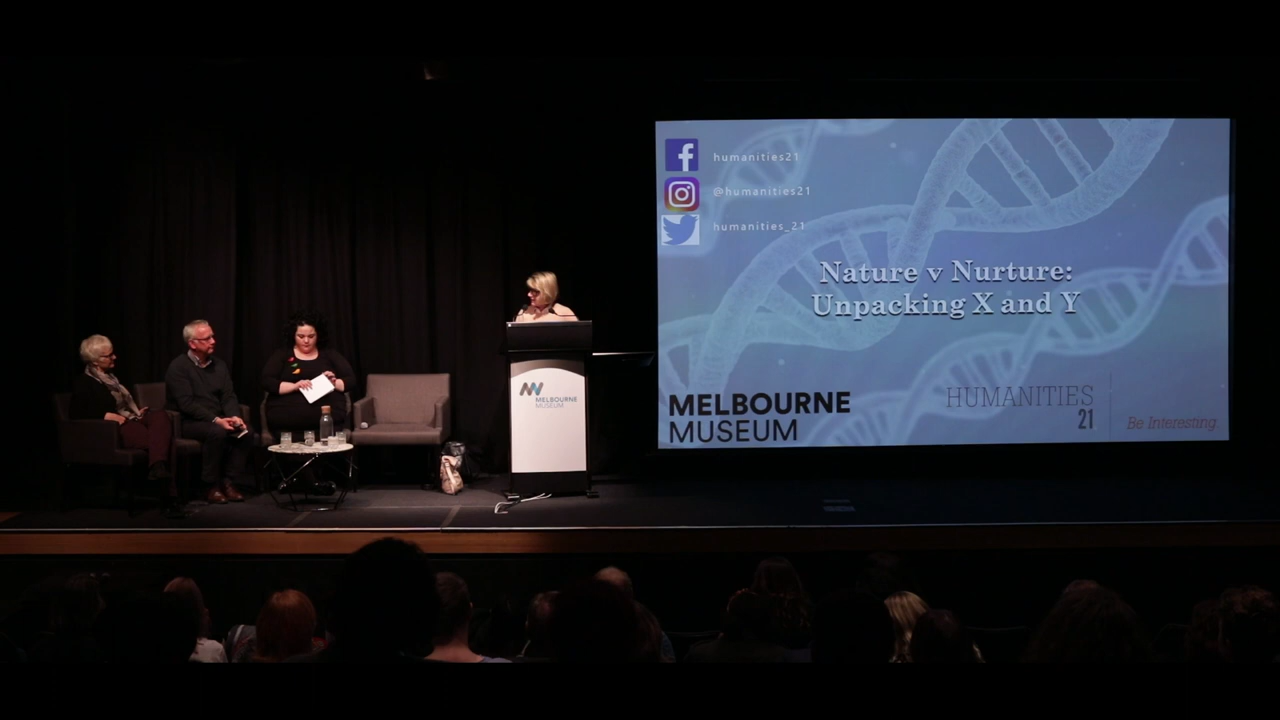 humanities21
@humanities21
humanities_21
Nature v Nurture:
Unpacking X and Y
MELBOURNE
MUSEUM
HUMANITIES
21
Be Interesting.
MELBOURNE
MUSEUM